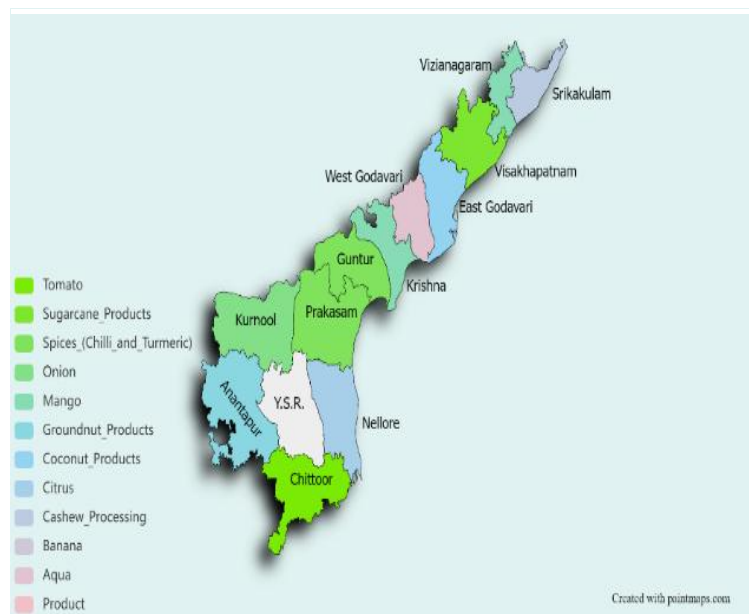 Vizianagaram
Srikakulam
Visakhapatnam
West Godavari
East Godavari
Guntur
Krishna
Prakasam
Kurnool
Anantapur
Y.S.R.
Nellore
Chittoor
Tomato
Sugarcane_Products
Spices_(Chilli_and_Turmeric)
Onion
Mango
Groundnut_Products
Coconut_Products
Citrus
Cashew_Processing
Banana
Aqua
Product
Created with pointmaps.com